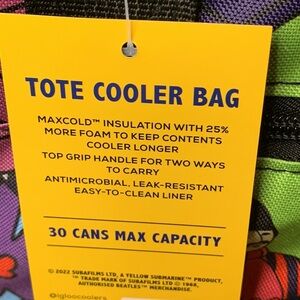 TOTE COOLER BAG
MAXCOLD™ INSULATION WITH 25%
MORE FOAM TO KEEP CONTENTS
COOLER LONGER
TOP GRIP HANDLE FOR TWO WAYS
TO CARRY
ANTIMICROBIAL, LEAK-RESISTANT
EASY-TO-CLEAN LINER
30 CANS MAX CAPACITY
© 2022 SUBAFILMS LTD, A YELLOW SUBMARINE™ PRODUCT,
™ TRADE MARK OF SUBAFILMS LTD © 1968,
AUTHORISED BEATLES™ MERCHANDISE.
@igloocoolers